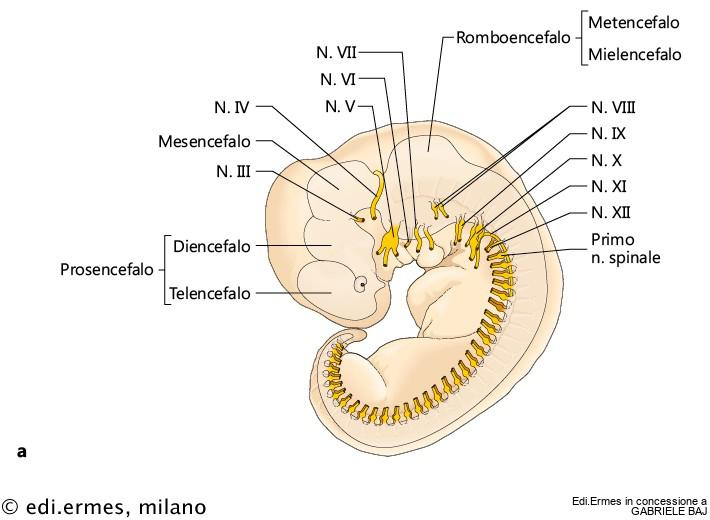 Metencefalo
Romboencefalo
Mielencefalo
N. VII
N. VI
N. V
N. IV
Mesencefalo
N. III
N. VIII
N. IX
N. X
N. XI
N. XII
Primo
n. spinale
Diencefalo
Prosencefalo
Telencefalo
a
© edi.ermes, milano
Edi.Ermes in concessione a
GABRIELE BAJ